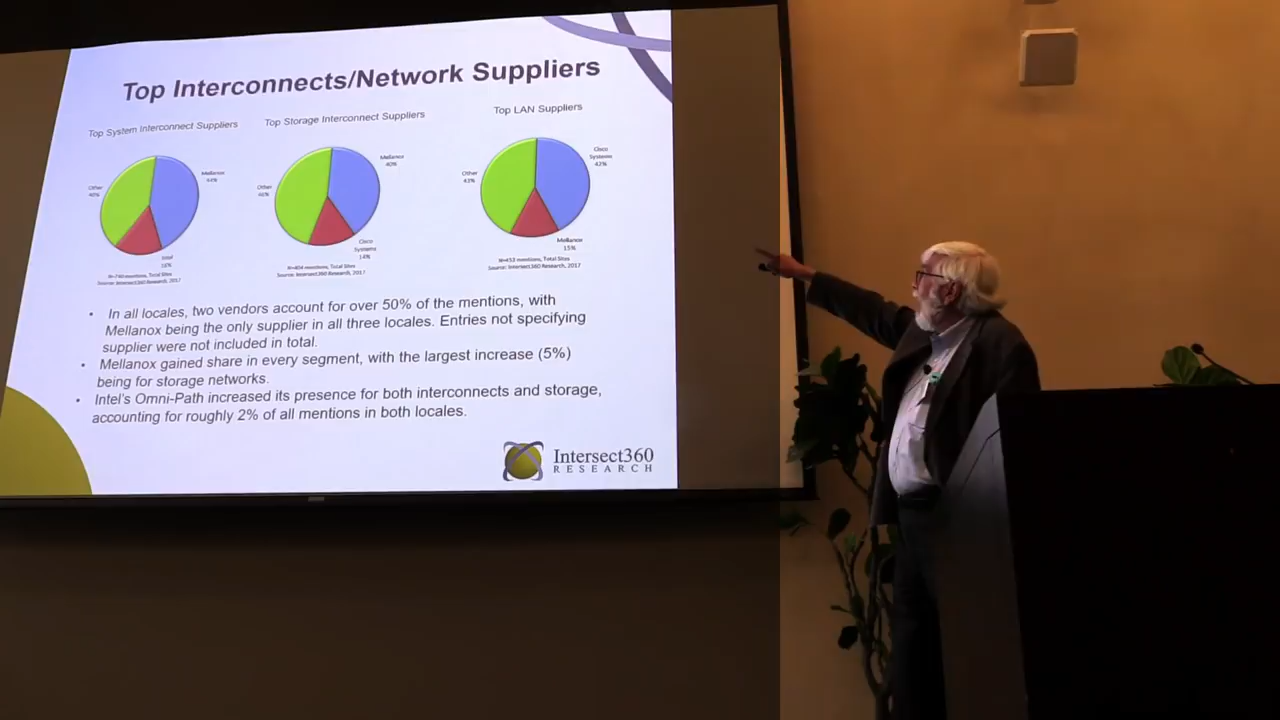 Top Interconnects/Network Suppliers
Top System Interconnect Suppliers
Other
40%
Mellanox
44%
Intel
16%
N=740 mentions, Total Sites
Source: Intersect360 Research, 2017
Top Storage Interconnect Suppliers
Other
46%
Mellanox
40%
Cisco
Systems
14%
N=404 mentions, Total Sites
Source: Intersect360 Research, 2017
Top LAN Suppliers
Other
43%
Cisco
Systems
42%
Mellanox
15%
N=453 mentions, Total Sites
Source: Intersect360 Research, 2017
• In all locales, two vendors account for over 50% of the mentions, with
Mellanox being the only supplier in all three locales. Entries not specifying
supplier were not included in total.
• Mellanox gained share in every segment, with the largest increase (5%)
being for storage networks.
• Intel's Omni-Path increased its presence for both interconnects and storage,
accounting for roughly 2% of all mentions in both locales.
Intersect360
RESEARCH